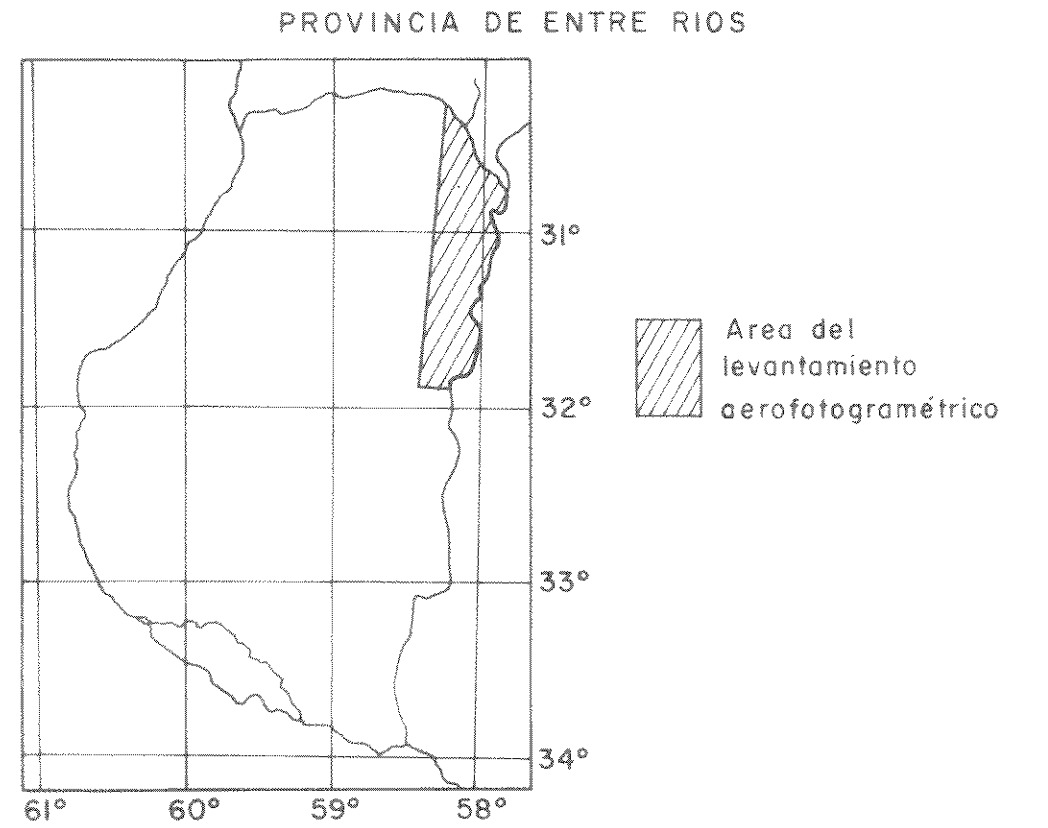 PROVINCIA DE ENTRE RIOS
31°
Area del
levantamiento
aerofotogramétrico
32°
33°
34°
61° 60° 59° 58°